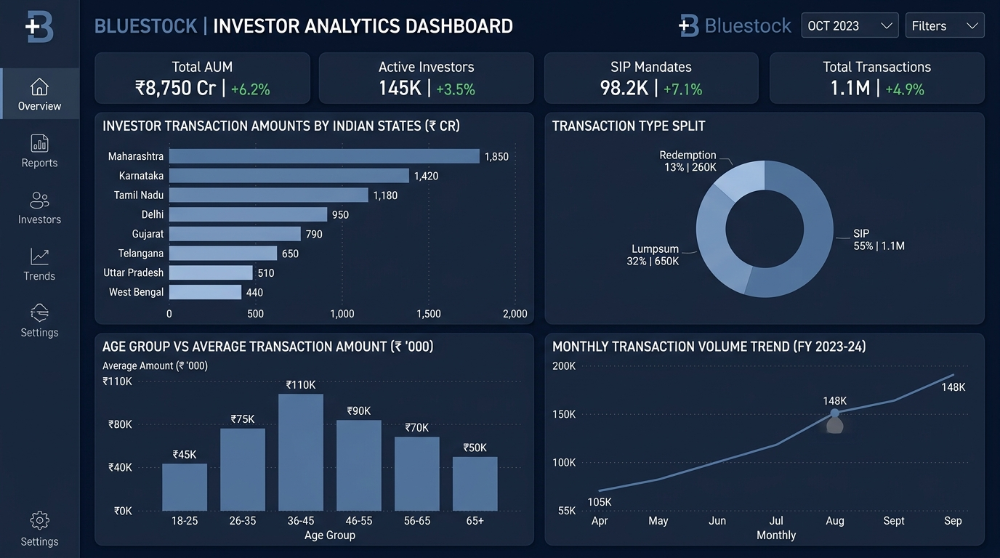 B
Overview
Reports
Investors
Trends
Settings
Settings
BLUESTOCK | INVESTOR ANALYTICS DASHBOARD
B Bluestock
OCT 2023
Filters
Total AUM
₹8,750 Cr | +6.2%
Active Investors
145K | +3.5%
SIP Mandates
98.2K | +7.1%
Total Transactions
1.1M | +4.9%
INVESTOR TRANSACTION AMOUNTS BY INDIAN STATES (₹ CR)
Maharashtra 1,850
Karnataka 1,420
Tamil Nadu 1,180
Delhi 950
Gujarat 790
Telangana 650
Uttar Pradesh 510
West Bengal 440
0 500 1,000 1,500 2,000
TRANSACTION TYPE SPLIT
Redemption
13% | 260K
SIP
55% | 1.1M
Lumpsum
32% | 650K
AGE GROUP VS AVERAGE TRANSACTION AMOUNT (₹ '000)
Average Amount (₹ '000)
₹110K
₹80K
₹40K
₹0K
₹45K
₹75K
₹110K
₹90K
₹70K
₹50K
18-25 26-35 36-45 46-55 56-65 65+
Age Group
MONTHLY TRANSACTION VOLUME TREND (FY 2023-24)
200K
150K
100K
55K
105K
148K
148K
Apr May Jun Jul Aug Sept Sep
Monthly